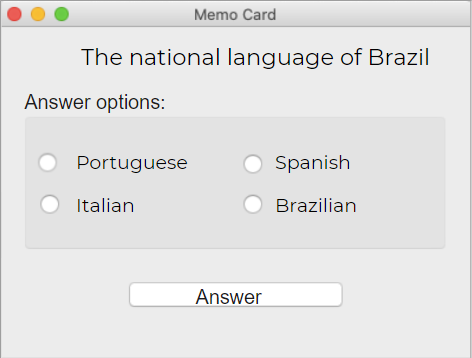 Memo Card
The national language of Brazil
Answer options:
Portuguese Spanish
Italian Brazilian
Answer